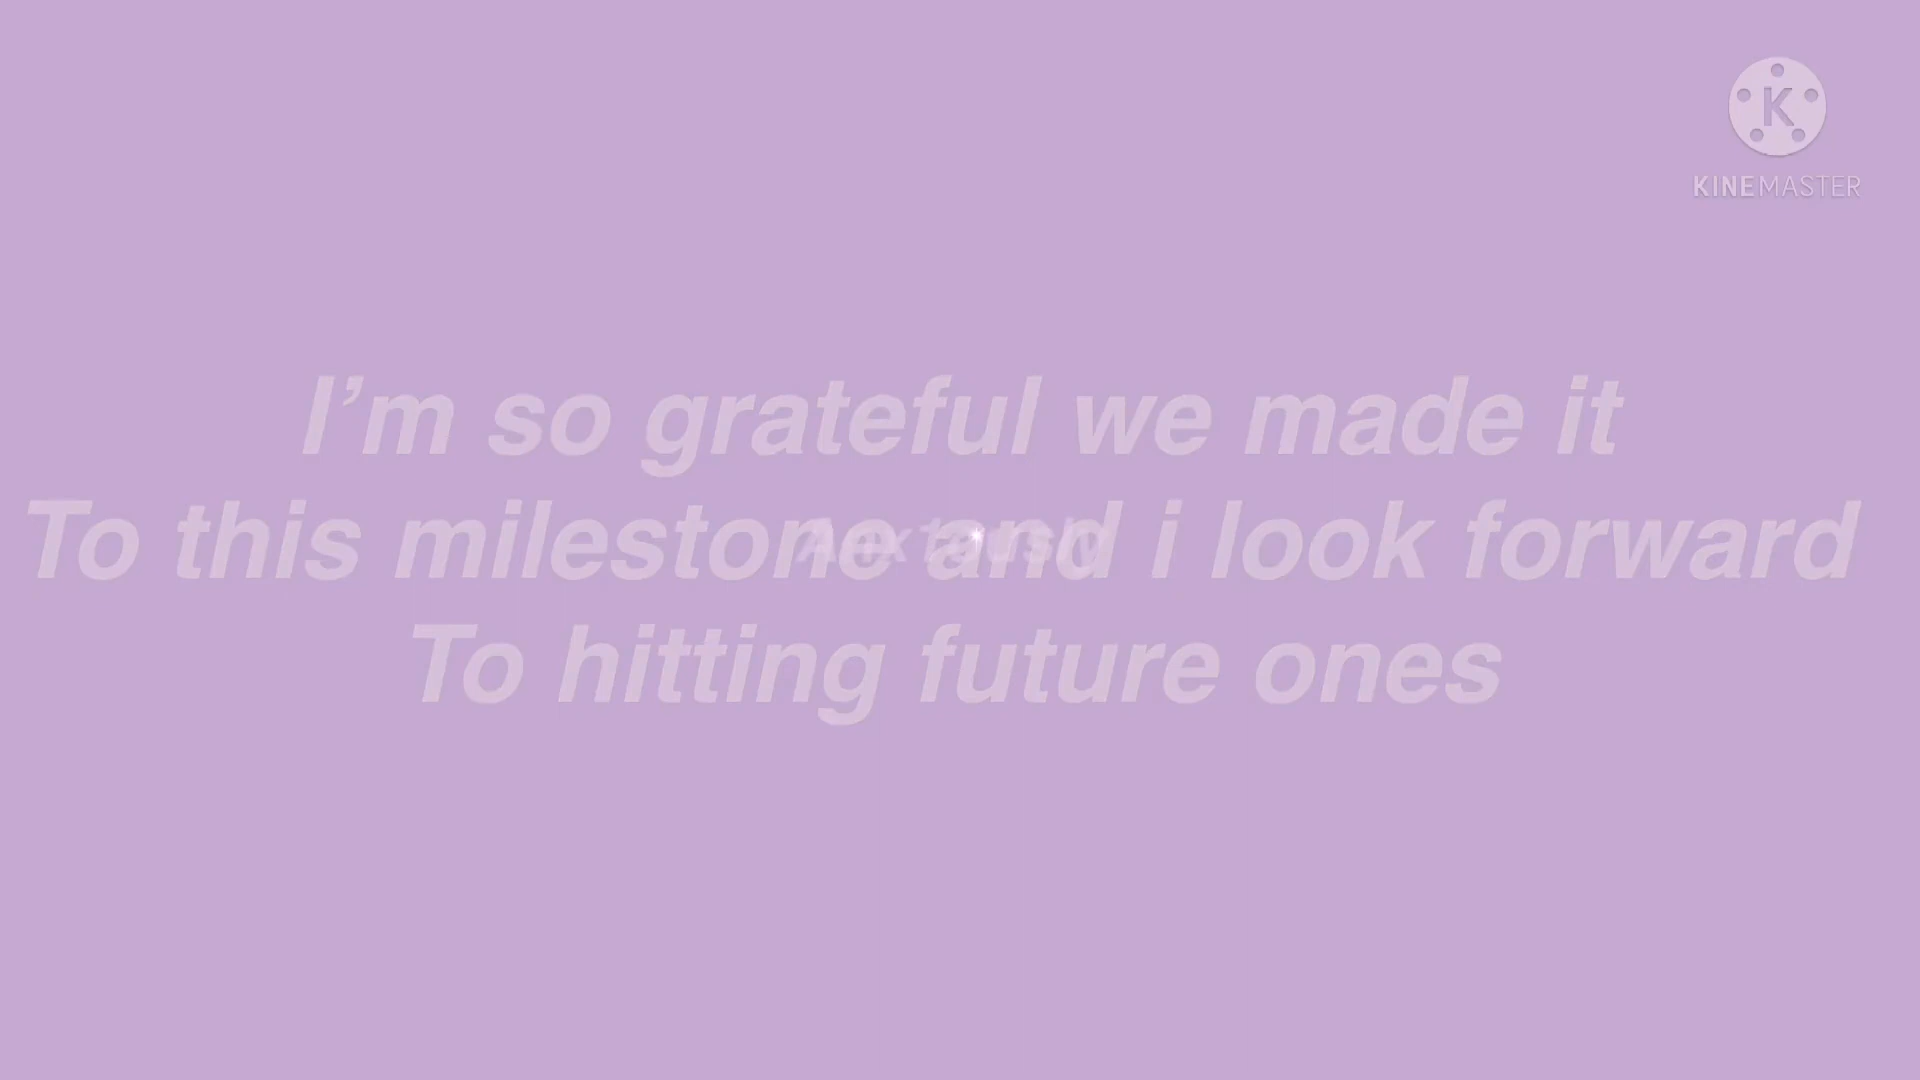 KINEMASTER
I’m so grateful we made it
To this milestone and i look forward
To hitting future ones